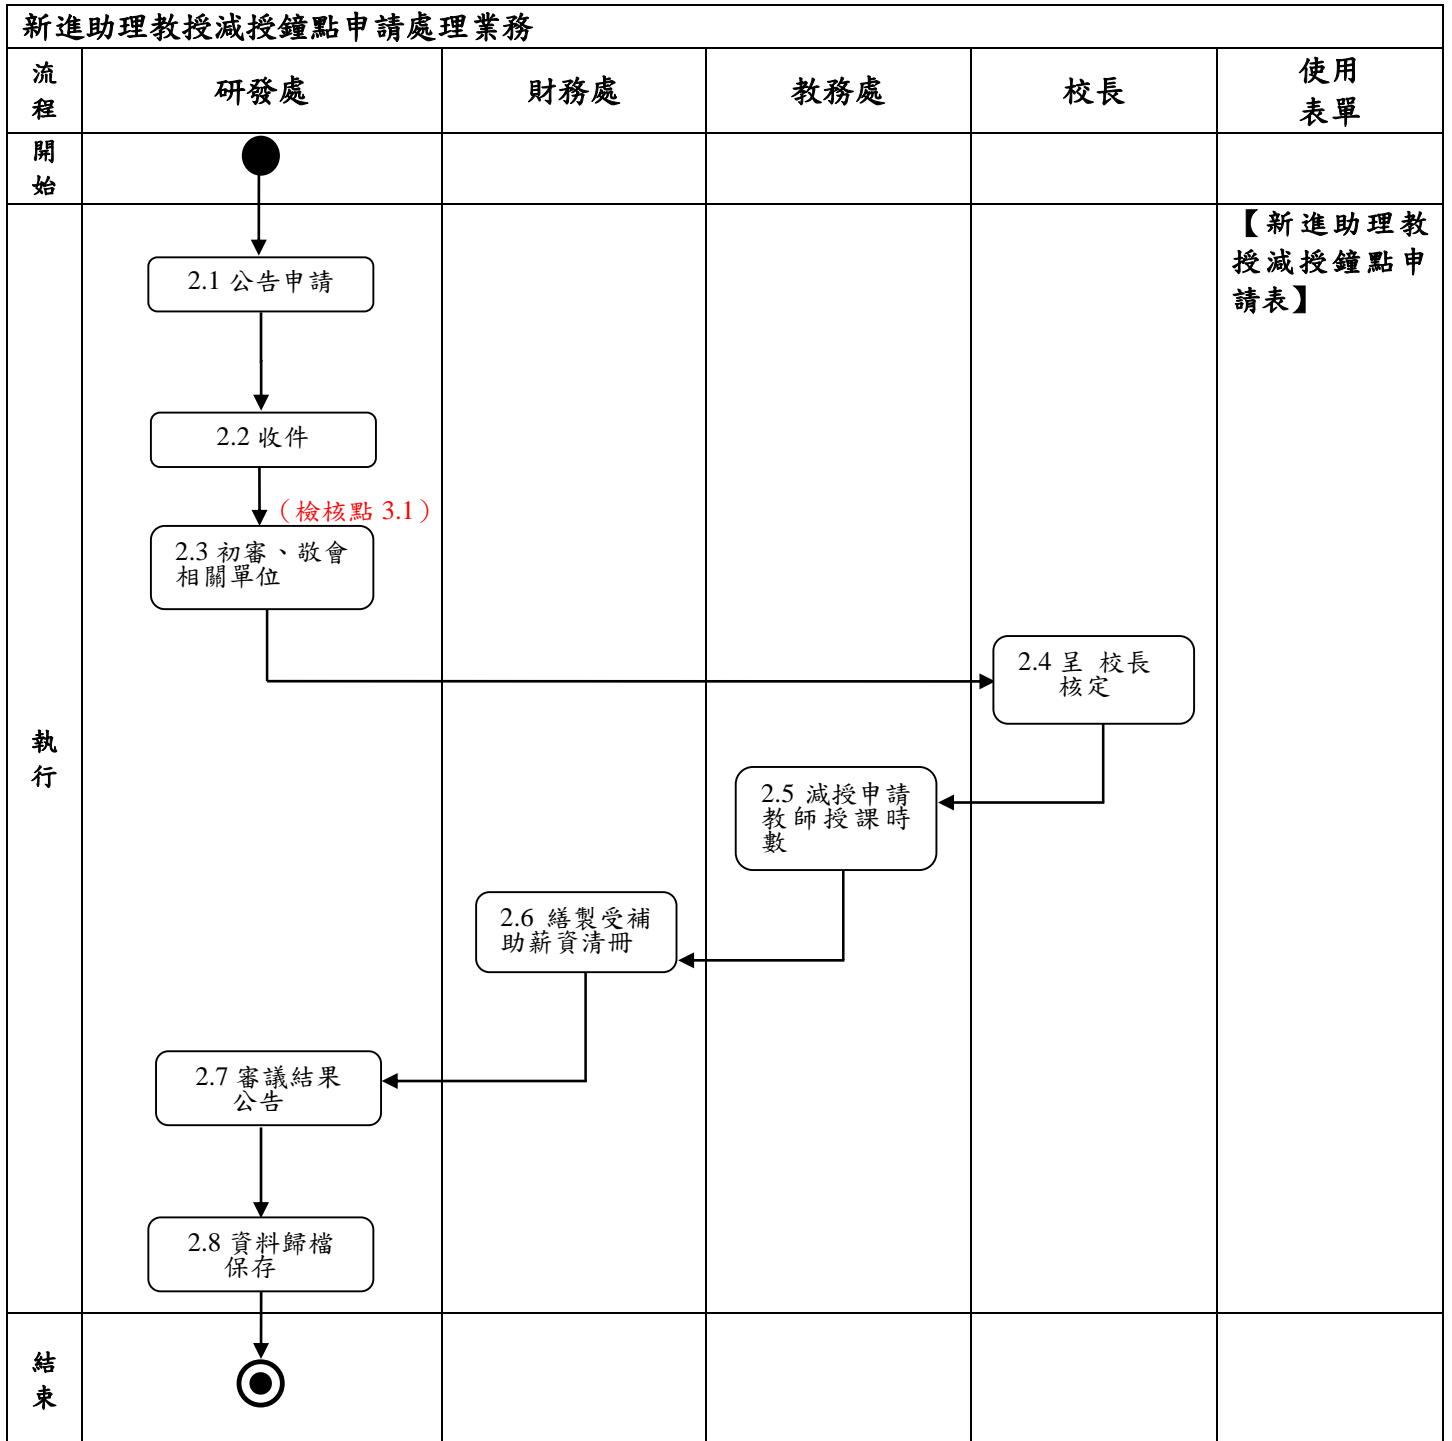 新進助理教授減授鐘點申請處理業務
流
程
研發處
財務處
教務處
校長
使用
表單
開
始
【新進助理教
授減授鐘點申
請表】
2.1 公告申請
2.2 收件
（檢核點 3.1）
2.3 初審、敬會
相關單位
2.4 呈 校長
核定
執
行
2.5 減授申請
教師授課時
數
2.6 繕製受補
助薪資清冊
2.7 審議結果
公告
2.8 資料歸檔
保存
結
束